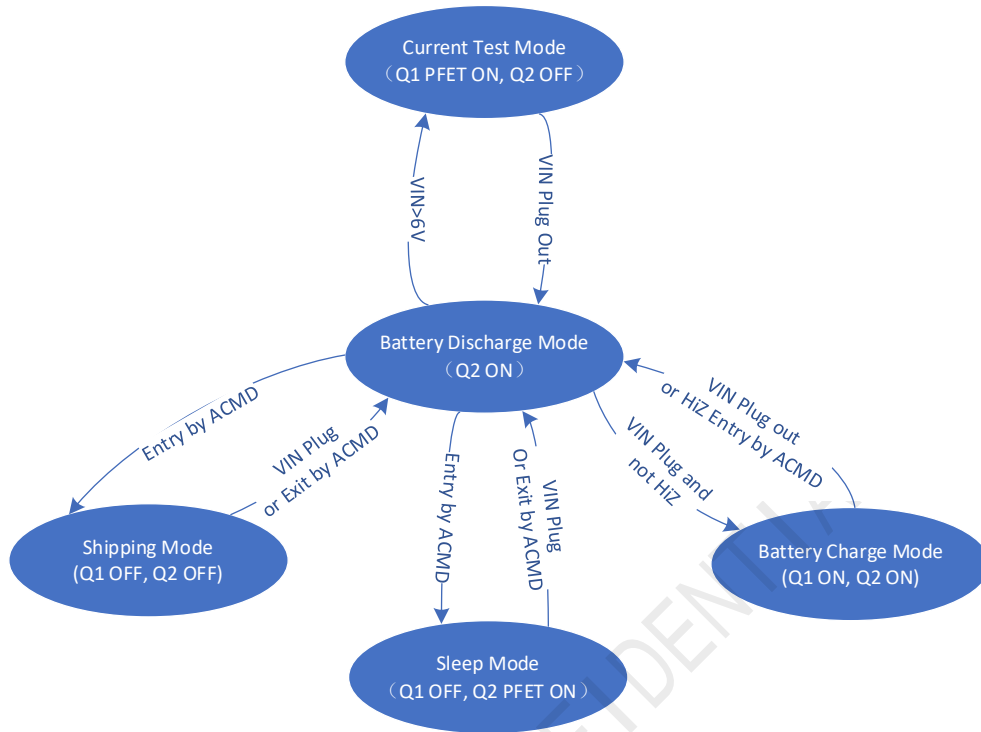 Current Test Mode
（Q1 PFET ON, Q2 OFF）
VIN>6V
VIN Plug Out
Battery Discharge Mode
（Q2 ON）
Entry by ACMD
VIN Plug
or Exit by ACMD
Entry by ACMD
VIN Plug
Or Exit by ACMD
VIN Plug and
not HiZ
VIN Plug out
or HiZ Entry by ACMD
Shipping Mode
(Q1 OFF, Q2 OFF)
Battery Charge Mode
(Q1 ON, Q2 ON)
Sleep Mode
（Q1 OFF, Q2 PFET ON）